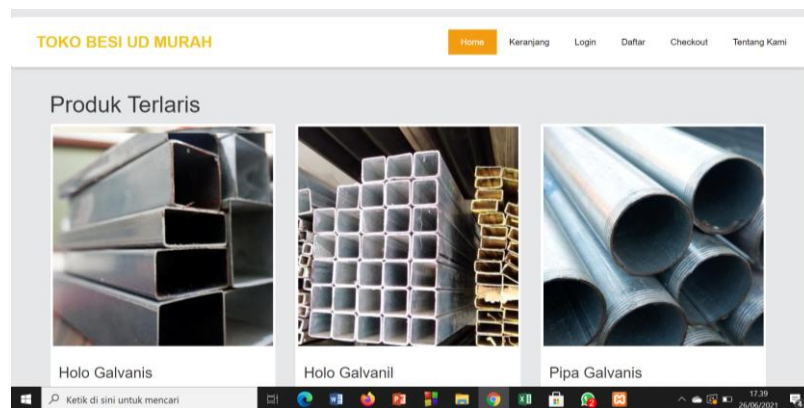 TOKO BESI UD MURAH
Home Keranjang Login Daftar Checkout Tentang Kami
Produk Terlaris
Holo Galvanis Holo Galvanil Pipa Galvanis
Ketik di sini untuk mencari
17.39
26/06/2021